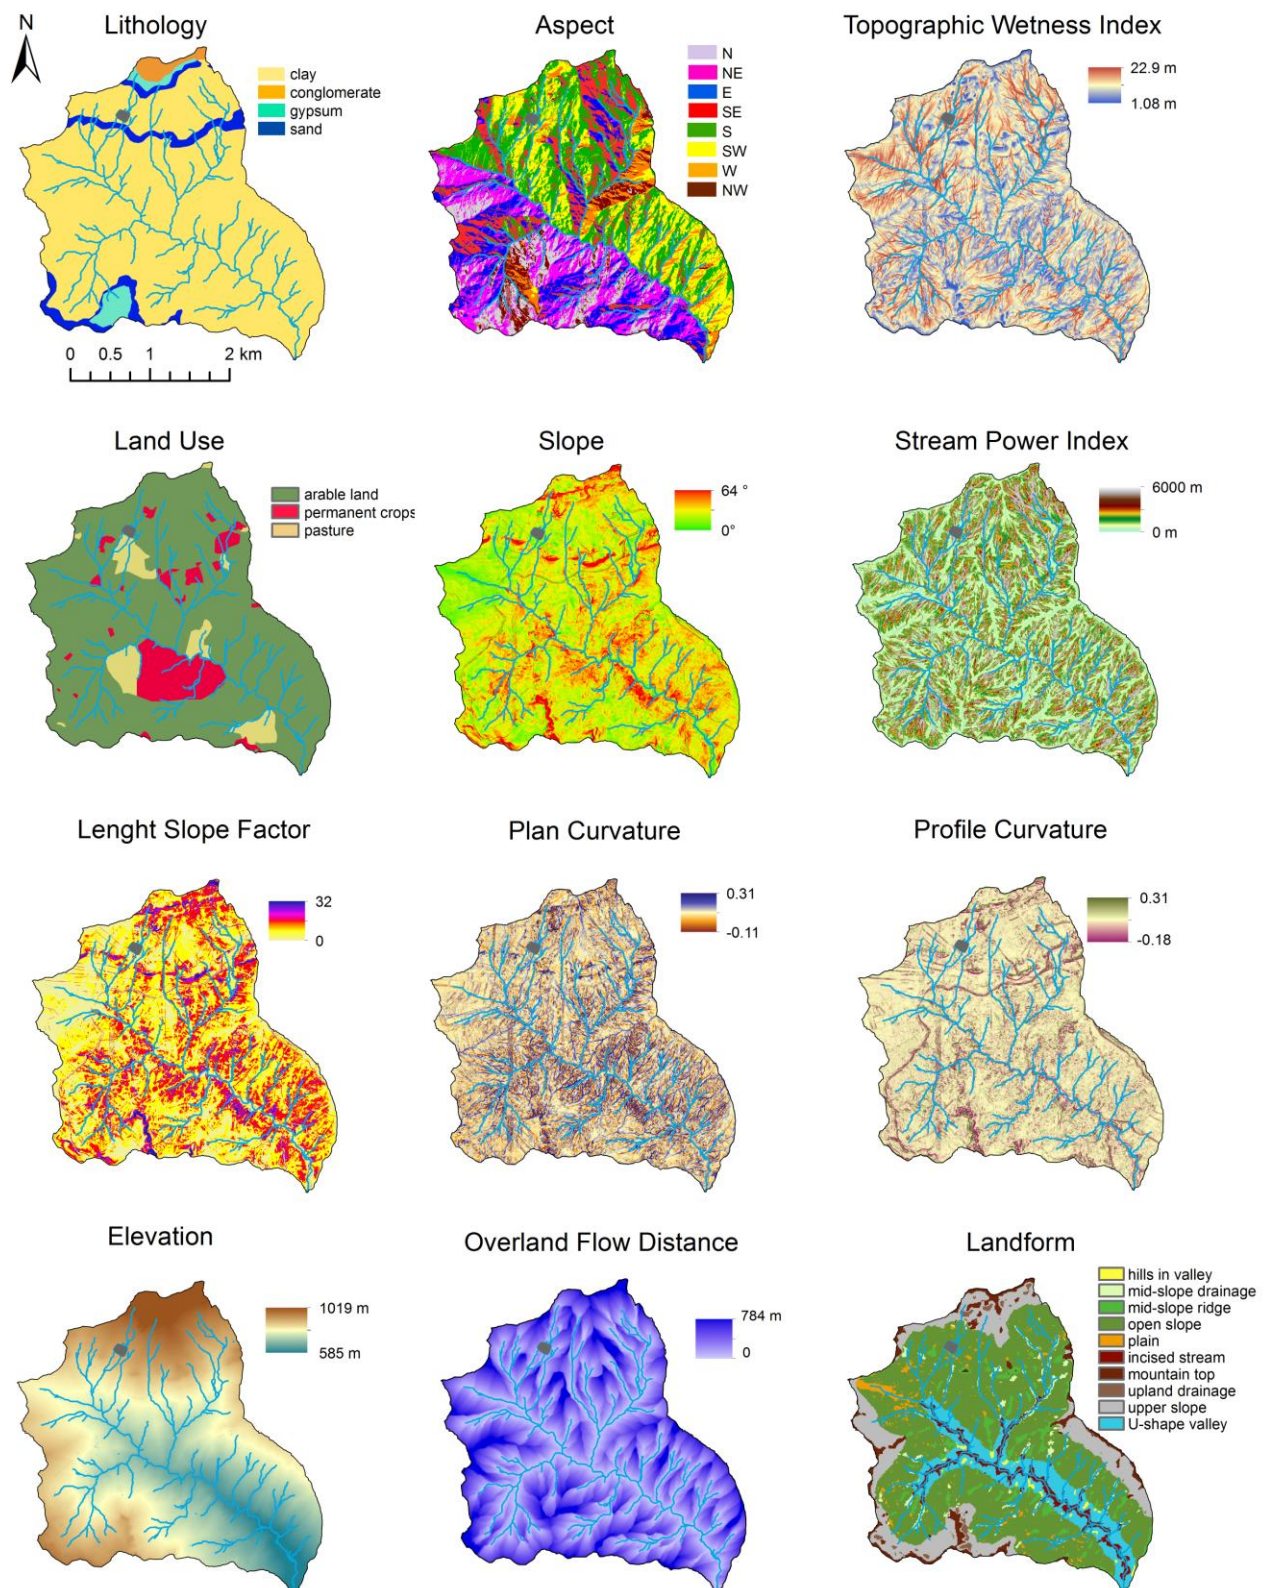 N
Lithology
clay
conglomerate
gypsum
sand
0 0.5 1 2 km
Aspect
N
NE
E
SE
S
SW
W
NW
Topographic Wetness Index
22.9 m
1.08 m
Land Use
arable land
permanent crops
pasture
Slope
64 °
0°
Stream Power Index
6000 m
0 m
Lenght Slope Factor
32
0
Plan Curvature
0.31
-0.11
Profile Curvature
0.31
-0.18
Elevation
1019 m
585 m
Overland Flow Distance
784 m
0
Landform
hills in valley
mid-slope drainage
mid-slope ridge
open slope
plain
incised stream
mountain top
upland drainage
upper slope
U-shape valley